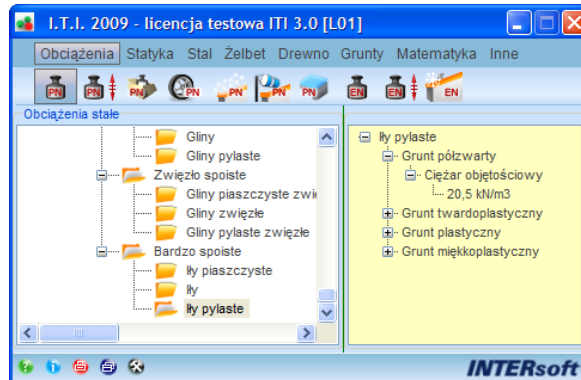 I.T.I. 2009 - licencja testowa ITI 3.0 [L01]
Obciążenia Statyka Stal Żelbet Drewno Grunty Matematyka Inne
PN PN PN PN PN PN PN EN EN EN
Obciążenia stałe
Gliny
Gliny pylaste
Zwięzło spoiste
Gliny piaszczyste zwię
Gliny zwięzłe
Gliny pylaste zwięzłe
Bardzo spoiste
Iły piaszczyste
Iły
Iły pylaste
Iły pylaste
Grunt półzwarty
Ciężar objętościowy
20,5 kN/m3
Grunt twardoplastyczny
Grunt plastyczny
Grunt miękkoplastyczny
INTERsoft